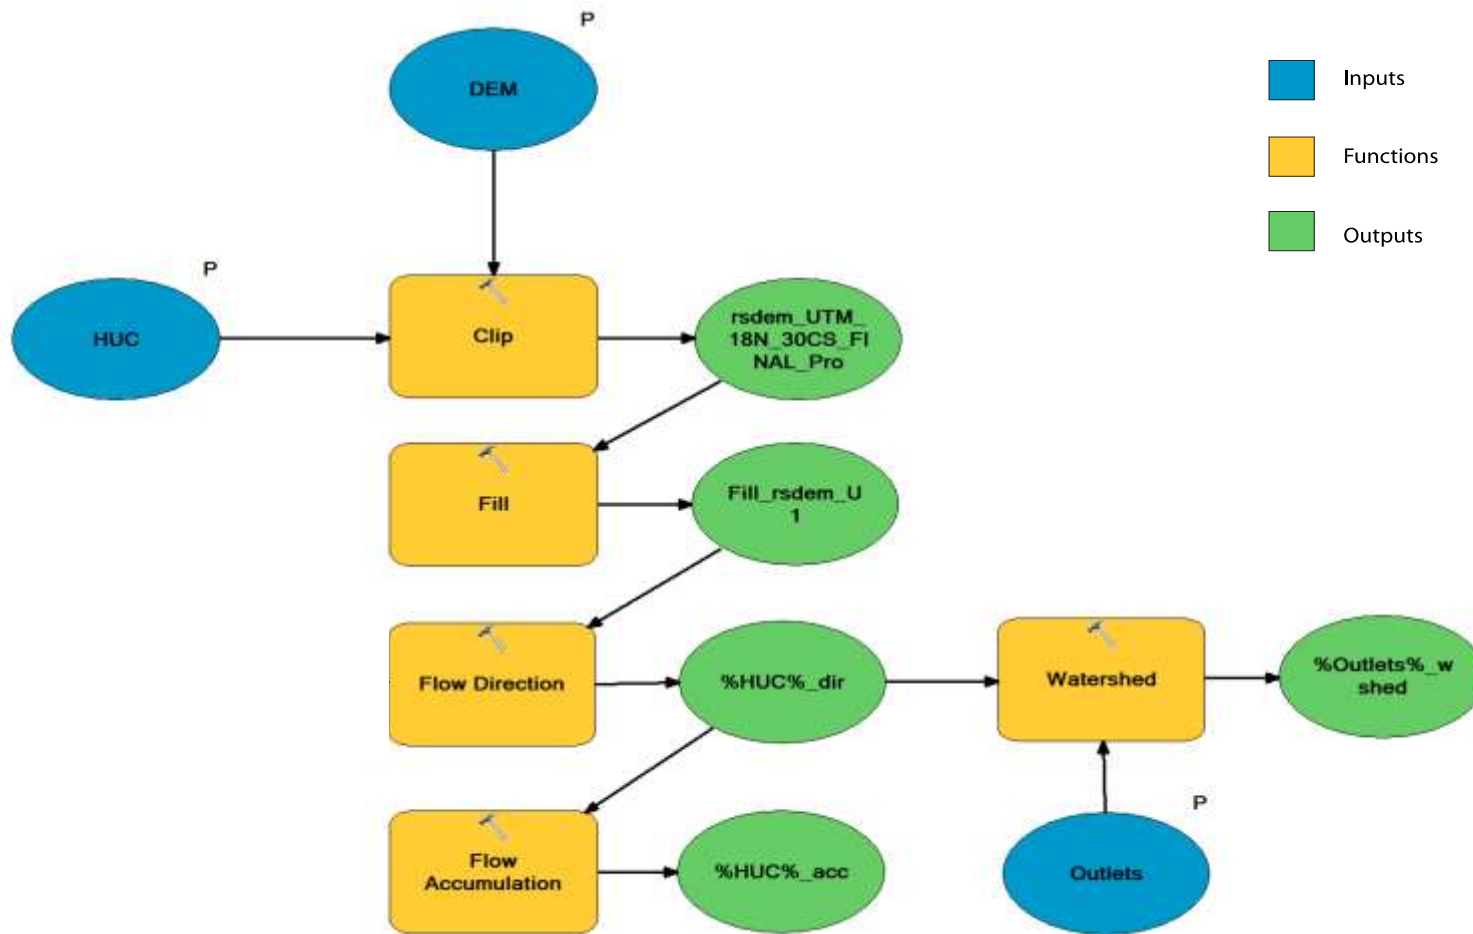 P
DEM
Inputs
Functions
Outputs
P
HUC
Clip
rsdem_UTM_
18N_30CS_FI
NAL_Pro
Fill
Fill_rsdem_U
1
Flow Direction
%HUC%_dir
Watershed
%Outlets%_w
shed
P
Flow
Accumulation
%HUC%_acc
Outlets